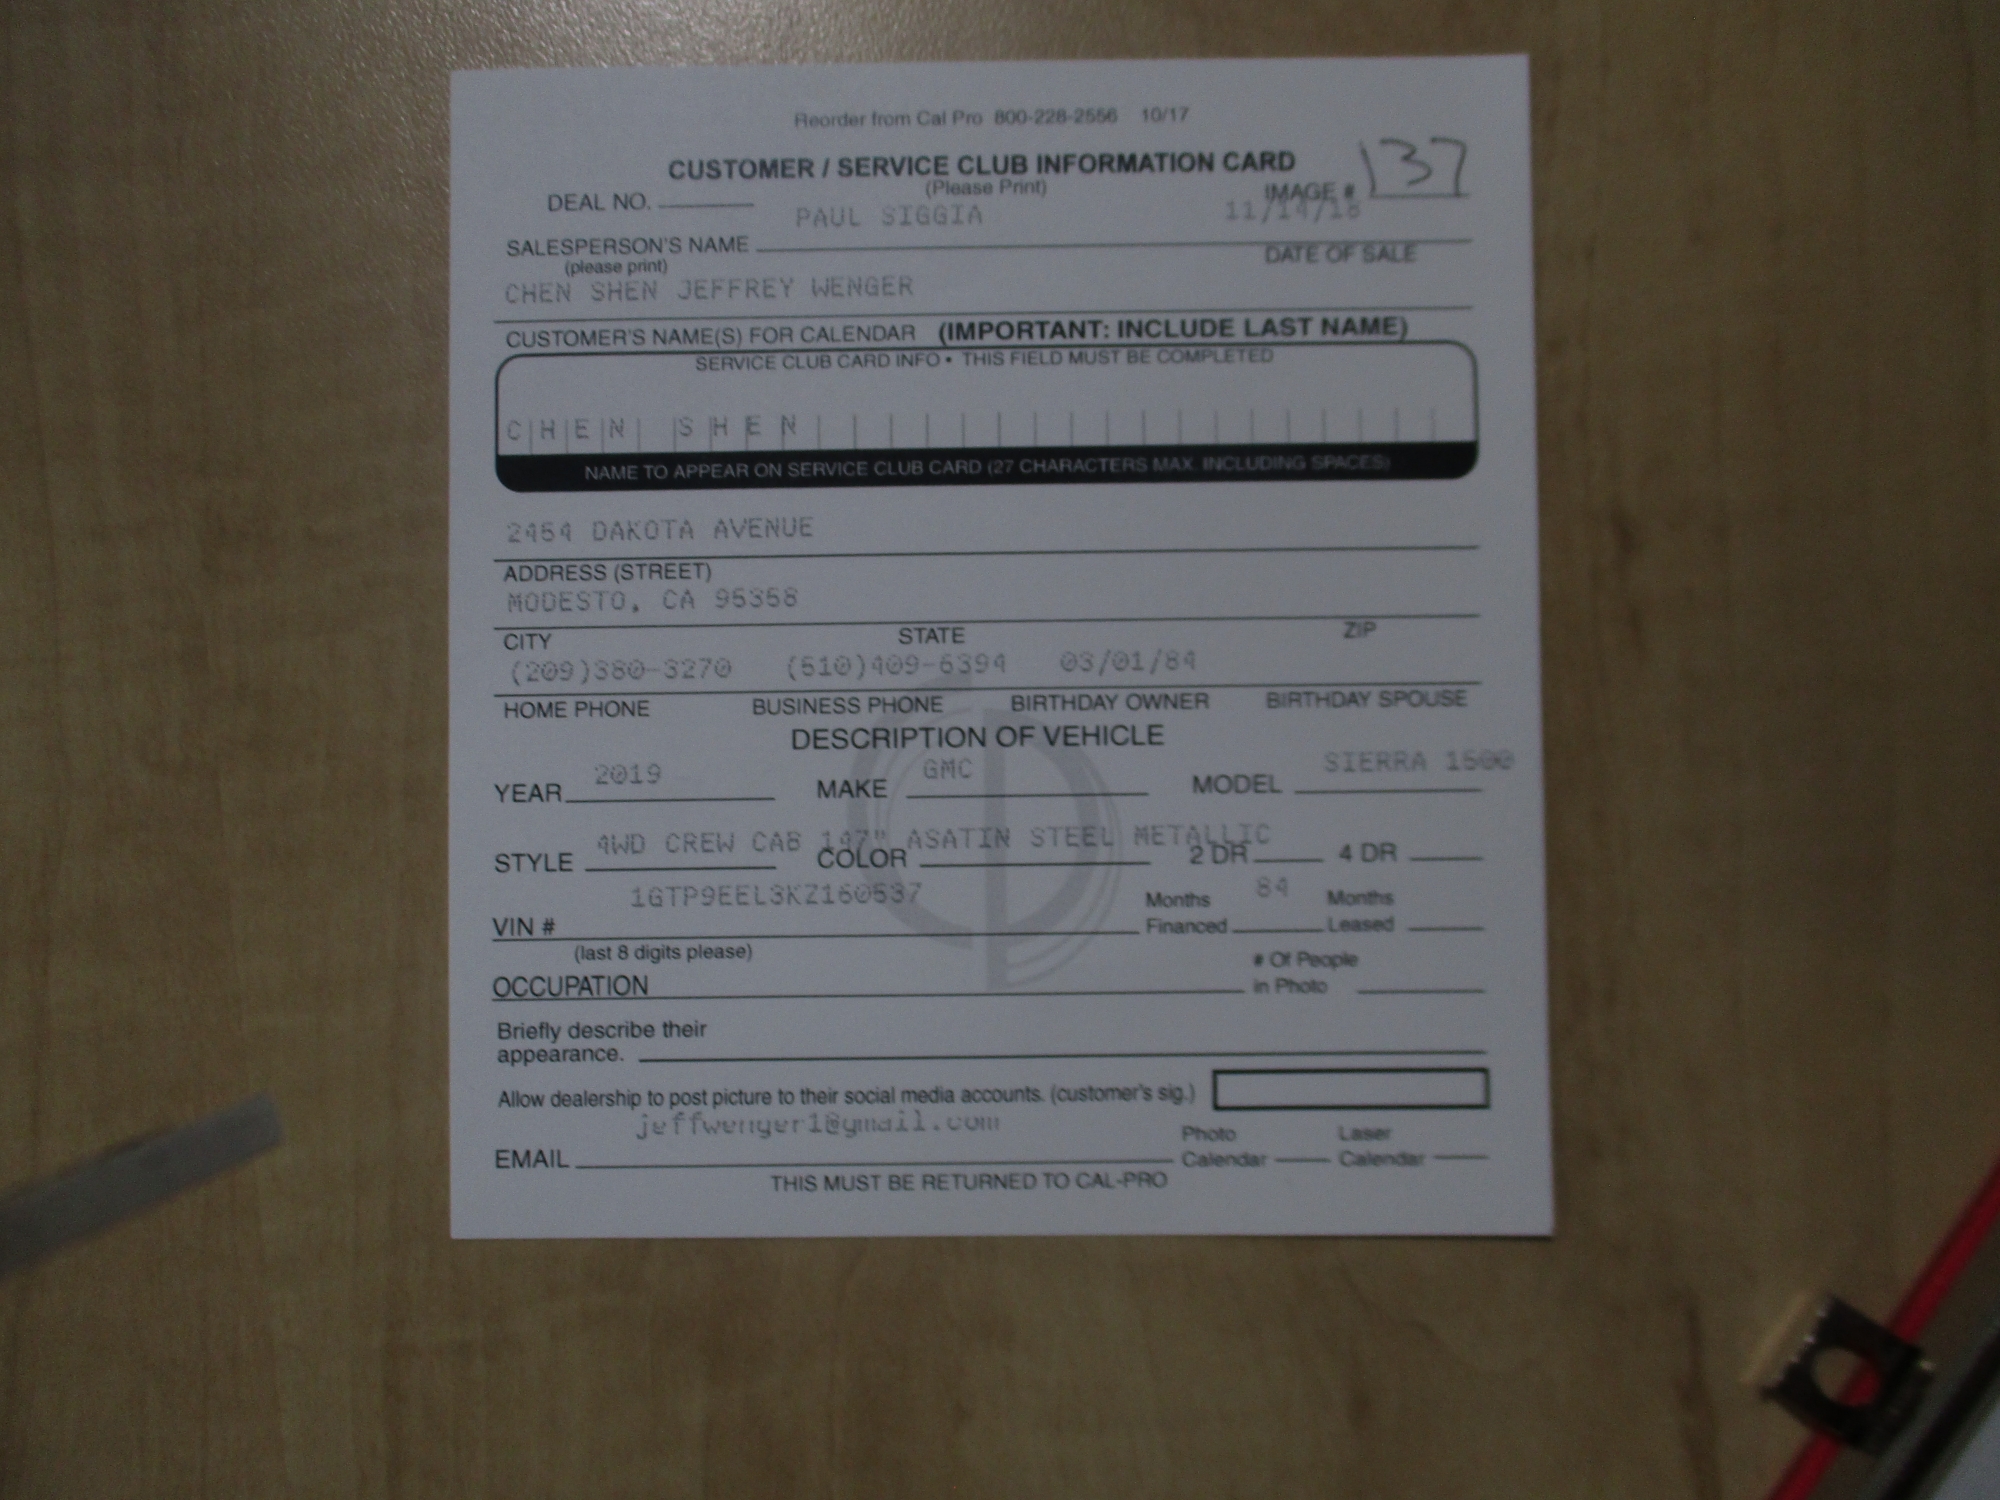 Reorder from Cal Pro 800-228-2556 10/17
CUSTOMER / SERVICE CLUB INFORMATION CARD
(Please Print)
DEAL NO. IMAGE # 137
PAUL SIGGIA 11/14/18
SALESPERSON'S NAME DATE OF SALE
(please print)
CHEN SHEN JEFFREY WENGER
CUSTOMER'S NAME(S) FOR CALENDAR (IMPORTANT: INCLUDE LAST NAME)
SERVICE CLUB CARD INFO • THIS FIELD MUST BE COMPLETED
CHEN SHEN
NAME TO APPEAR ON SERVICE CLUB CARD (27 CHARACTERS MAX. INCLUDING SPACES)
2454 DAKOTA AVENUE
ADDRESS (STREET)
MODESTO, CA 95358
CITY STATE ZIP
(209)380-3270 (510)409-6394 03/01/84
HOME PHONE BUSINESS PHONE BIRTHDAY OWNER BIRTHDAY SPOUSE
DESCRIPTION OF VEHICLE
YEAR 2019 MAKE GMC MODEL SIERRA 1500
4WD CREW CAB 147" ASATIN STEEL METALLIC
STYLE COLOR 2 DR 4 DR
1GTP9EEL3KZ160537 Months 84 Months
VIN # Financed Leased
(last 8 digits please) # Of People
OCCUPATION in Photo
Briefly describe their
appearance.
Allow dealership to post picture to their social media accounts. (customer's sig.)
jeffwenger1@gmail.com Photo Laser
EMAIL Calendar Calendar
THIS MUST BE RETURNED TO CAL-PRO